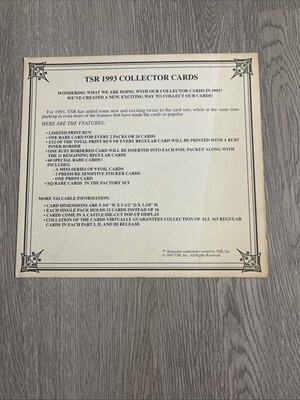 TSR 1993 COLLECTOR CARDS
WONDERING WHAT WE ARE DOING WITH OUR COLLECTOR CARDS IN 1993?
WE'VE CREATED A NEW, EXCITING WAY TO COLLECT OUR CARDS!
For 1993, TSR has added some new and exciting twists to the card sets, while at the same time
packing in even more of the features that have made the cards so popular.
HERE ARE THE FEATURES:
• LIMITED PRINT RUN
• ONE RARE CARD FOR EVERY 2 PACKS OR 24 CARDS
• 1/12 OF THE TOTAL PRINT RUN OF EVERY REGULAR CARD WILL BE PRINTED WITH A RUBY
INNER BORDER
• ONE RUBY BORDERED CARD WILL BE INSERTED INTO EACH FOIL PACKET ALONG WITH
THE 11 REMAINING REGULAR CARDS
• 60 SPECIAL RARE CARDS!!
INCLUDES:
- A MINI-SERIES OF 9 FOIL CARDS
- 2 PRESSURE SENSITIVE STICKER CARDS
- ONE PRISM CARD
• NO RARE CARDS IN THE FACTORY SET
MORE VALUABLE INFORMATION:
• CARD DIMENSIONS ARE 5-3/4" W X 5-1/2" D X 3-3/8" H
• EACH SINGLE PACK HOLDS 12 CARDS INSTEAD OF 16
• CARDS COME IN A CASTLE DIE-CUT POP-UP DISPLAY
• COLLATION OF THE CARDS VIRTUALLY GUARANTEES COLLECTION OF ALL 165 REGULAR
CARDS IN EACH PART I, II, AND III RELEASE
™ designates trademarks owned by TSR, Inc.
©1993 TSR, Inc. All Rights Reserved.